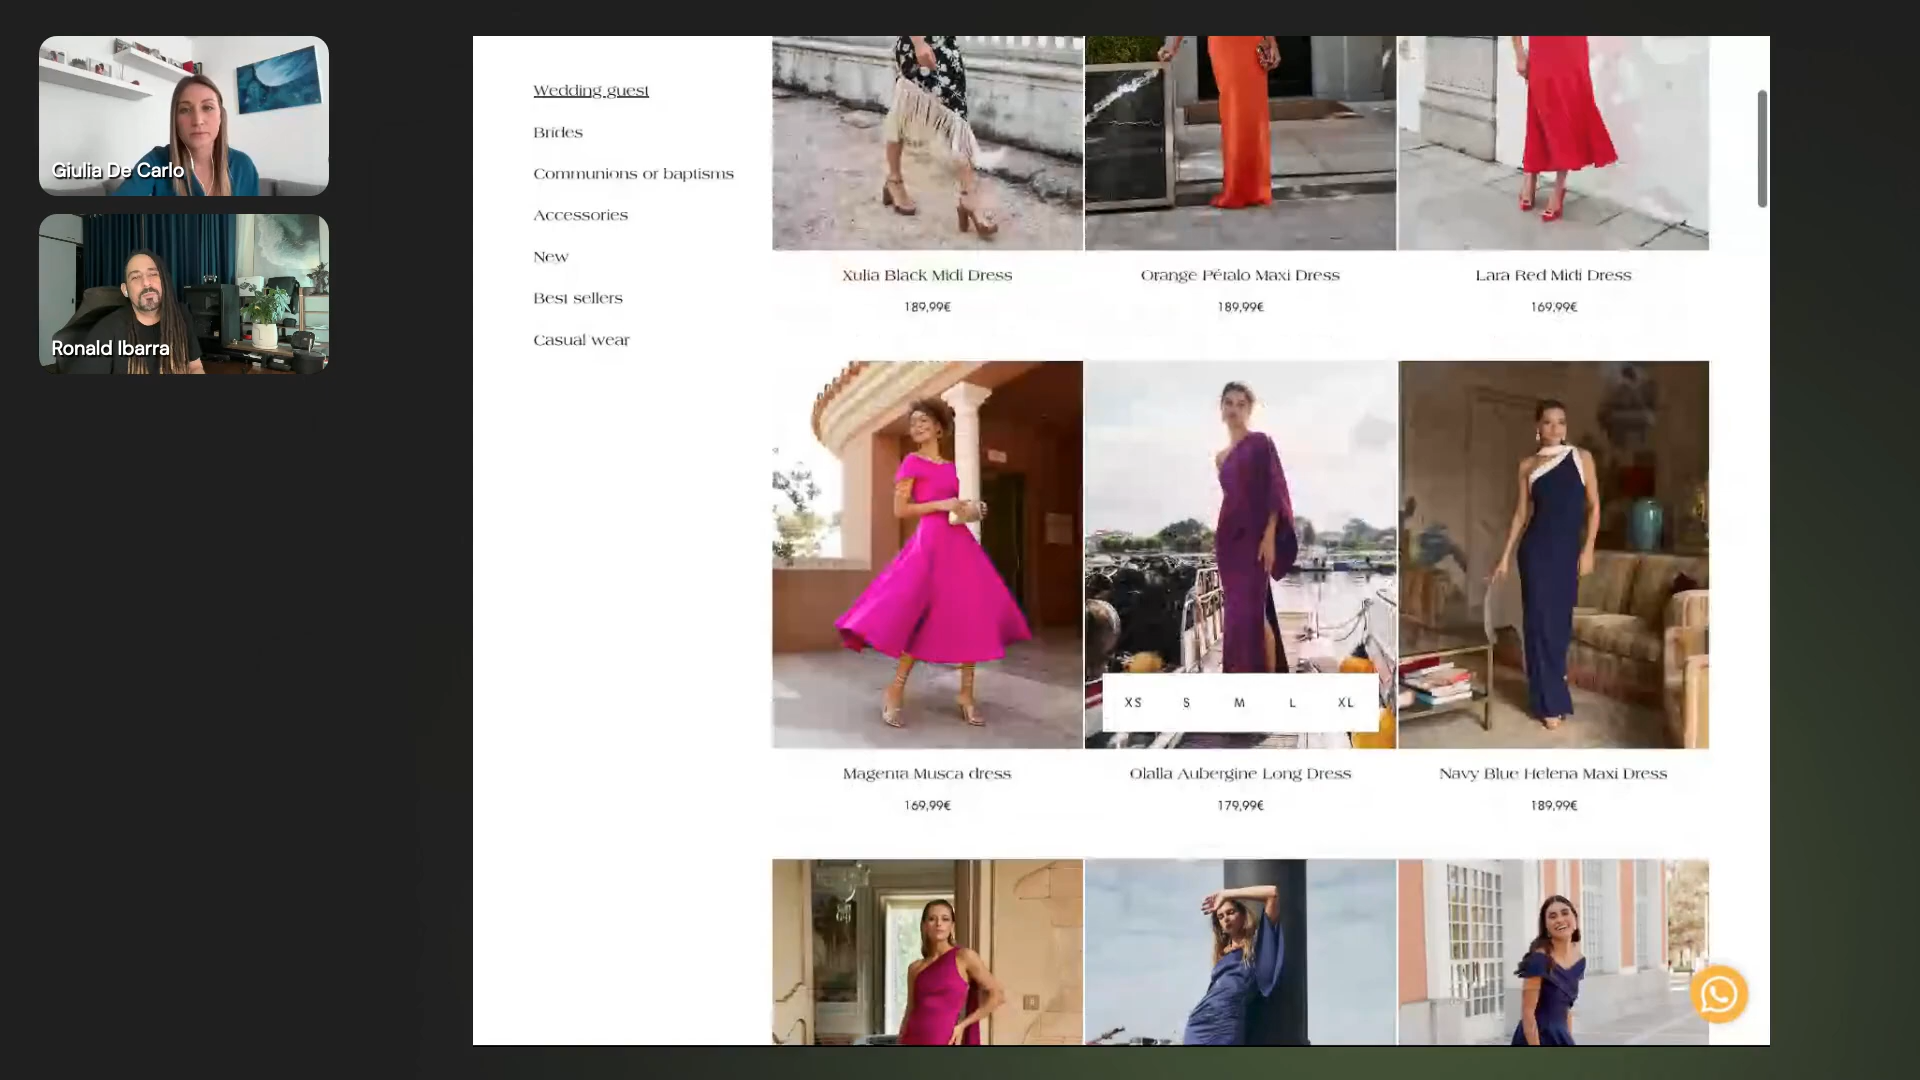 Giulia De Carlo
Ronald Ibarra
Wedding guest
Brides
Communions or baptisms
Accessories
New
Best sellers
Casual wear
Xulia Black Midi Dress
189,99€
Orange Pétalo Maxi Dress
189,99€
Lara Red Midi Dress
169,99€
XS S M L XL
Magenta Musca dress
169,99€
Olalla Aubergine Long Dress
179,99€
Navy Blue Helena Maxi Dress
189,99€